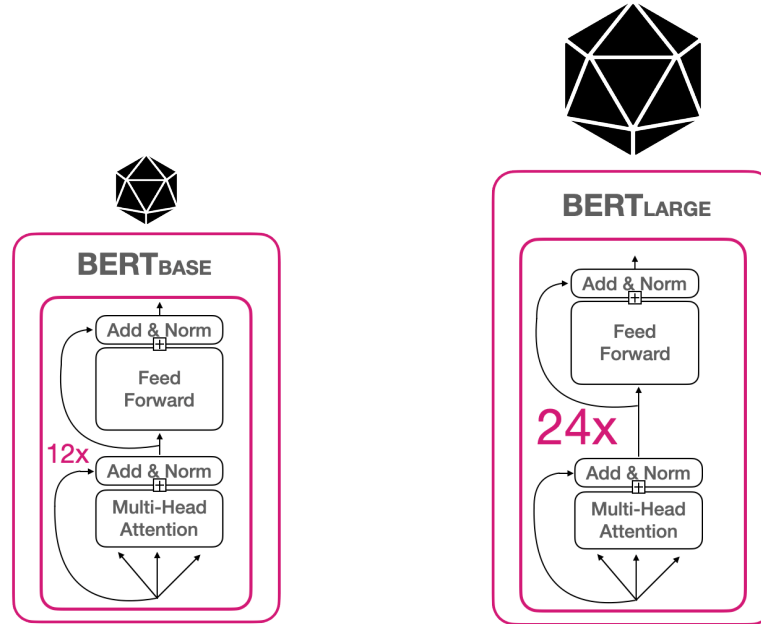 BERTBASE
Add & Norm
Feed
Forward
12x
Add & Norm
Multi-Head
Attention
BERTLARGE
Add & Norm
Feed
Forward
24x
Add & Norm
Multi-Head
Attention